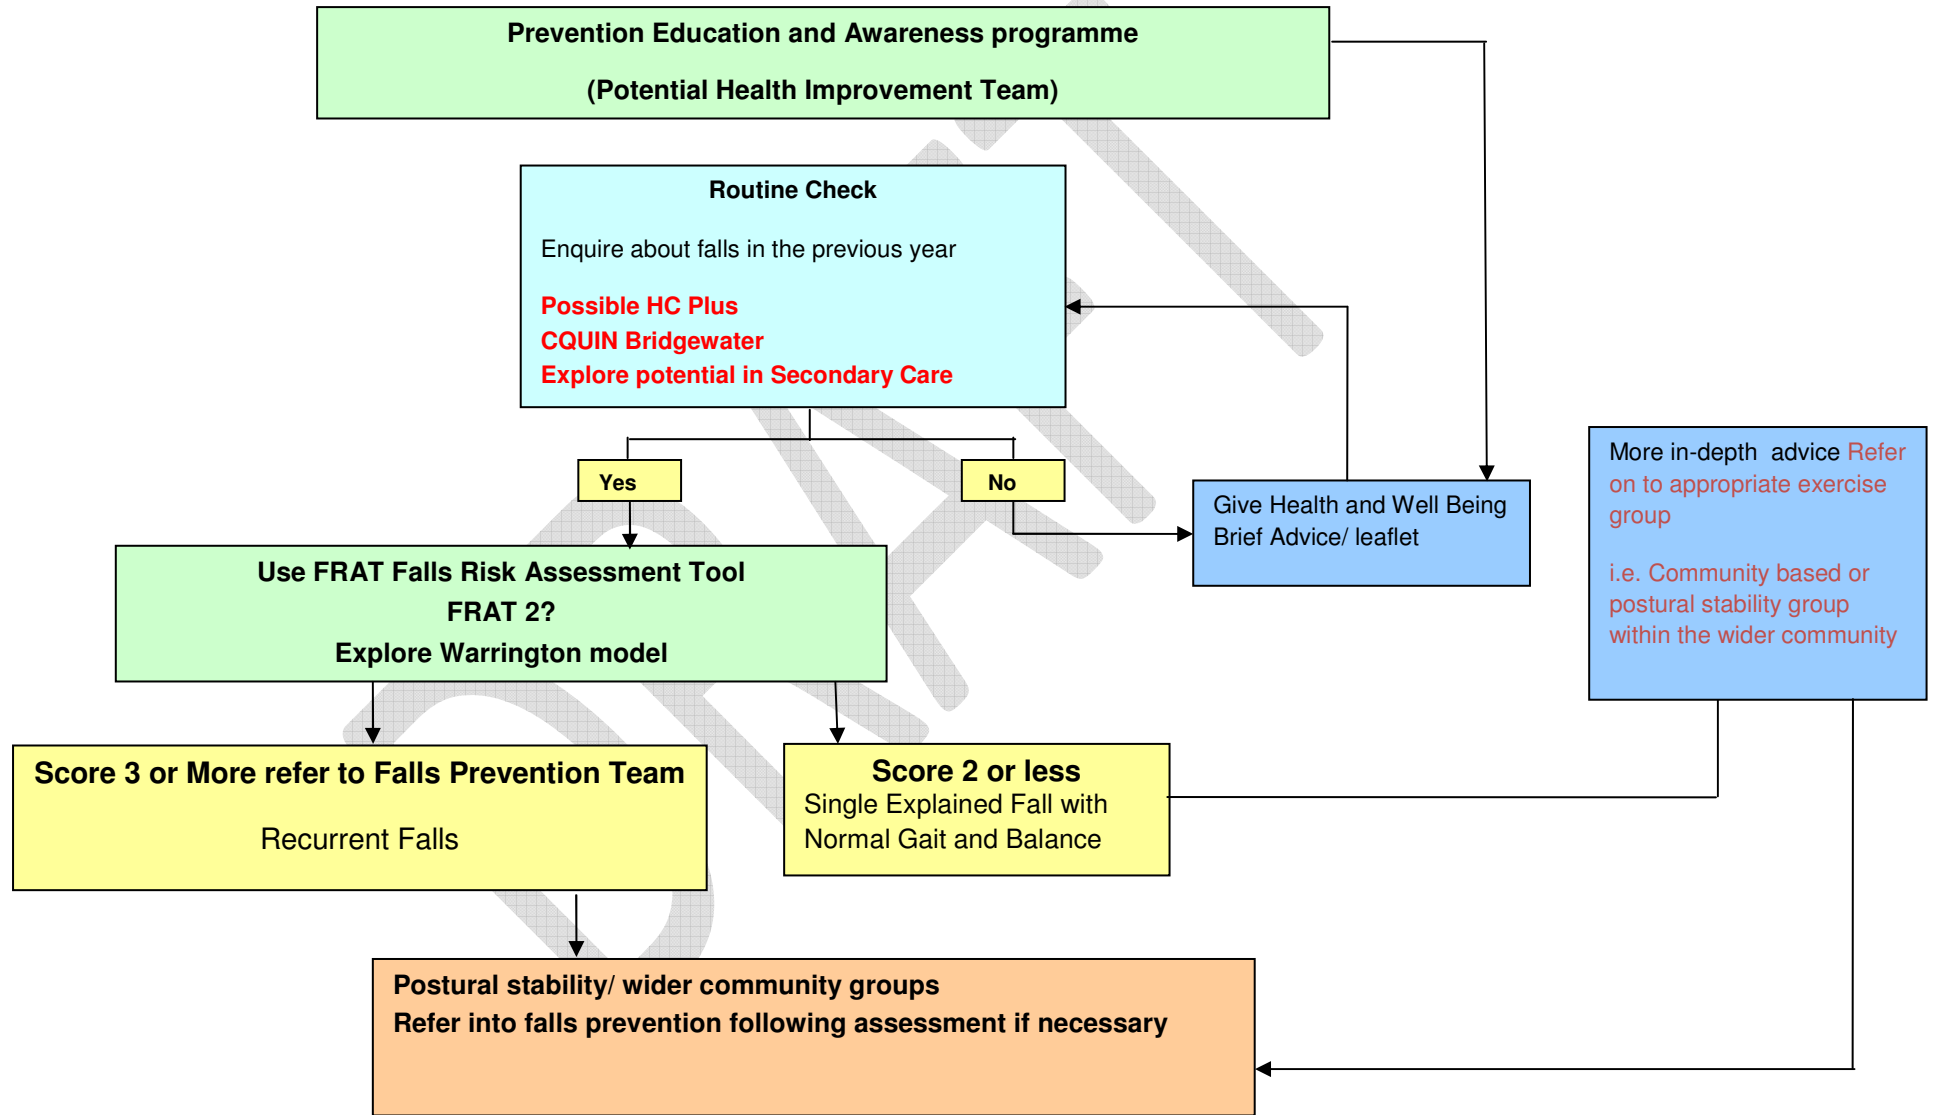 Prevention Education and Awareness programme
(Potential Health Improvement Team)
Routine Check
Enquire about falls in the previous year
Possible HC Plus
CQUIN Bridgewater
Explore potential in Secondary Care
Yes
No
Give Health and Well Being
Brief Advice/ leaflet
More in-depth  advice Refer
on to appropriate exercise
group
i.e. Community based or
postural stability group
within the wider community
Use FRAT Falls Risk Assessment Tool
FRAT 2?
Explore Warrington model
Score 3 or More refer to Falls Prevention Team
Recurrent Falls
Score 2 or less
Single Explained Fall with
Normal Gait and Balance
Postural stability/ wider community groups
Refer into falls prevention following assessment if necessary
DRAFT